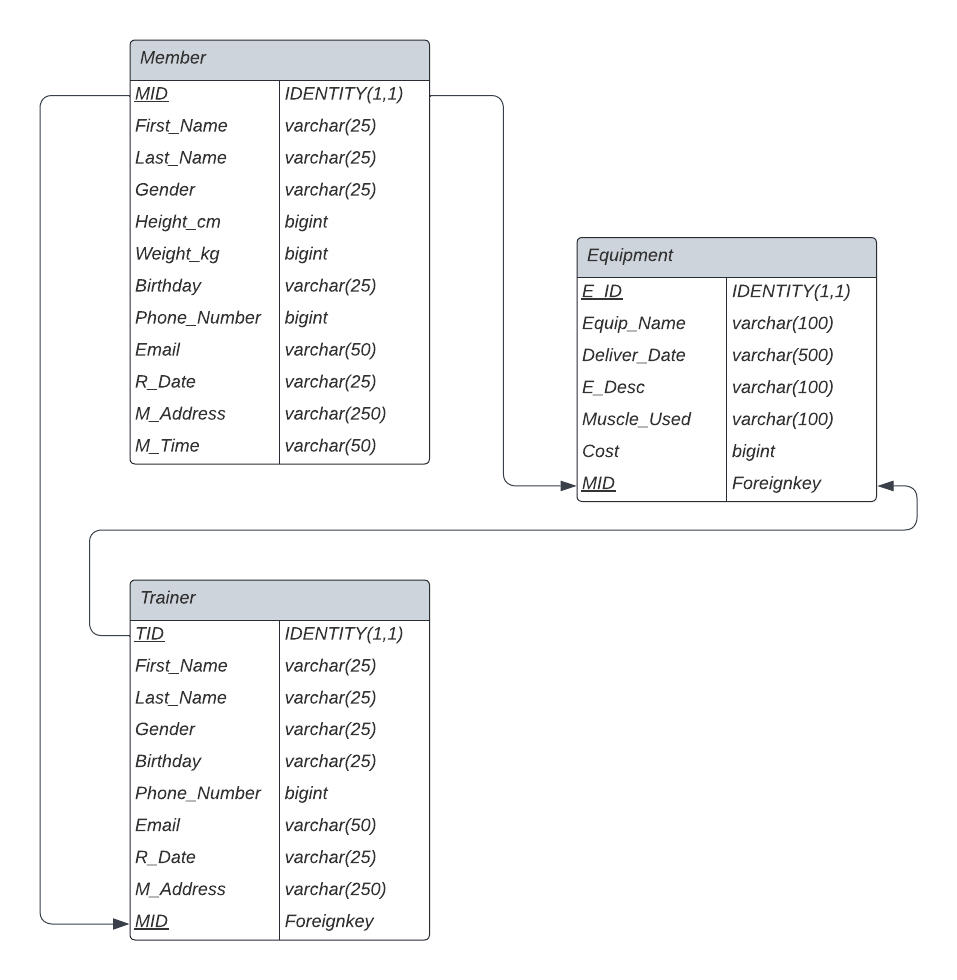 Member
MID IDENTITY(1,1)
First_Name varchar(25)
Last_Name varchar(25)
Gender varchar(25)
Height_cm bigint
Weight_kg bigint
Birthday varchar(25)
Phone_Number bigint
Email varchar(50)
R_Date varchar(25)
M_Address varchar(250)
M_Time varchar(50)
Equipment
E_ID IDENTITY(1,1)
Equip_Name varchar(100)
Deliver_Date varchar(500)
E_Desc varchar(100)
Muscle_Used varchar(100)
Cost bigint
MID Foreignkey
Trainer
TID IDENTITY(1,1)
First_Name varchar(25)
Last_Name varchar(25)
Gender varchar(25)
Birthday varchar(25)
Phone_Number bigint
Email varchar(50)
R_Date varchar(25)
M_Address varchar(250)
MID Foreignkey